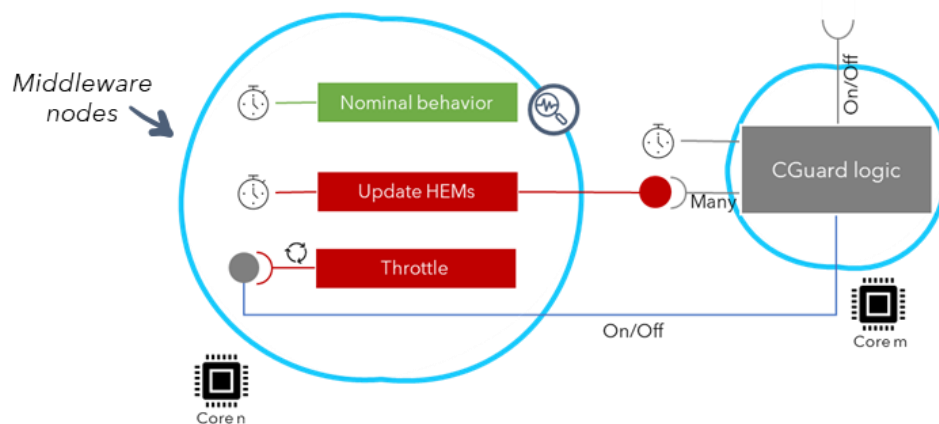 Middleware
nodes
Nominal behavior
Update HEMs
Throttle
On/Off
CGuard logic
Many
On/Off
Core n
Core m